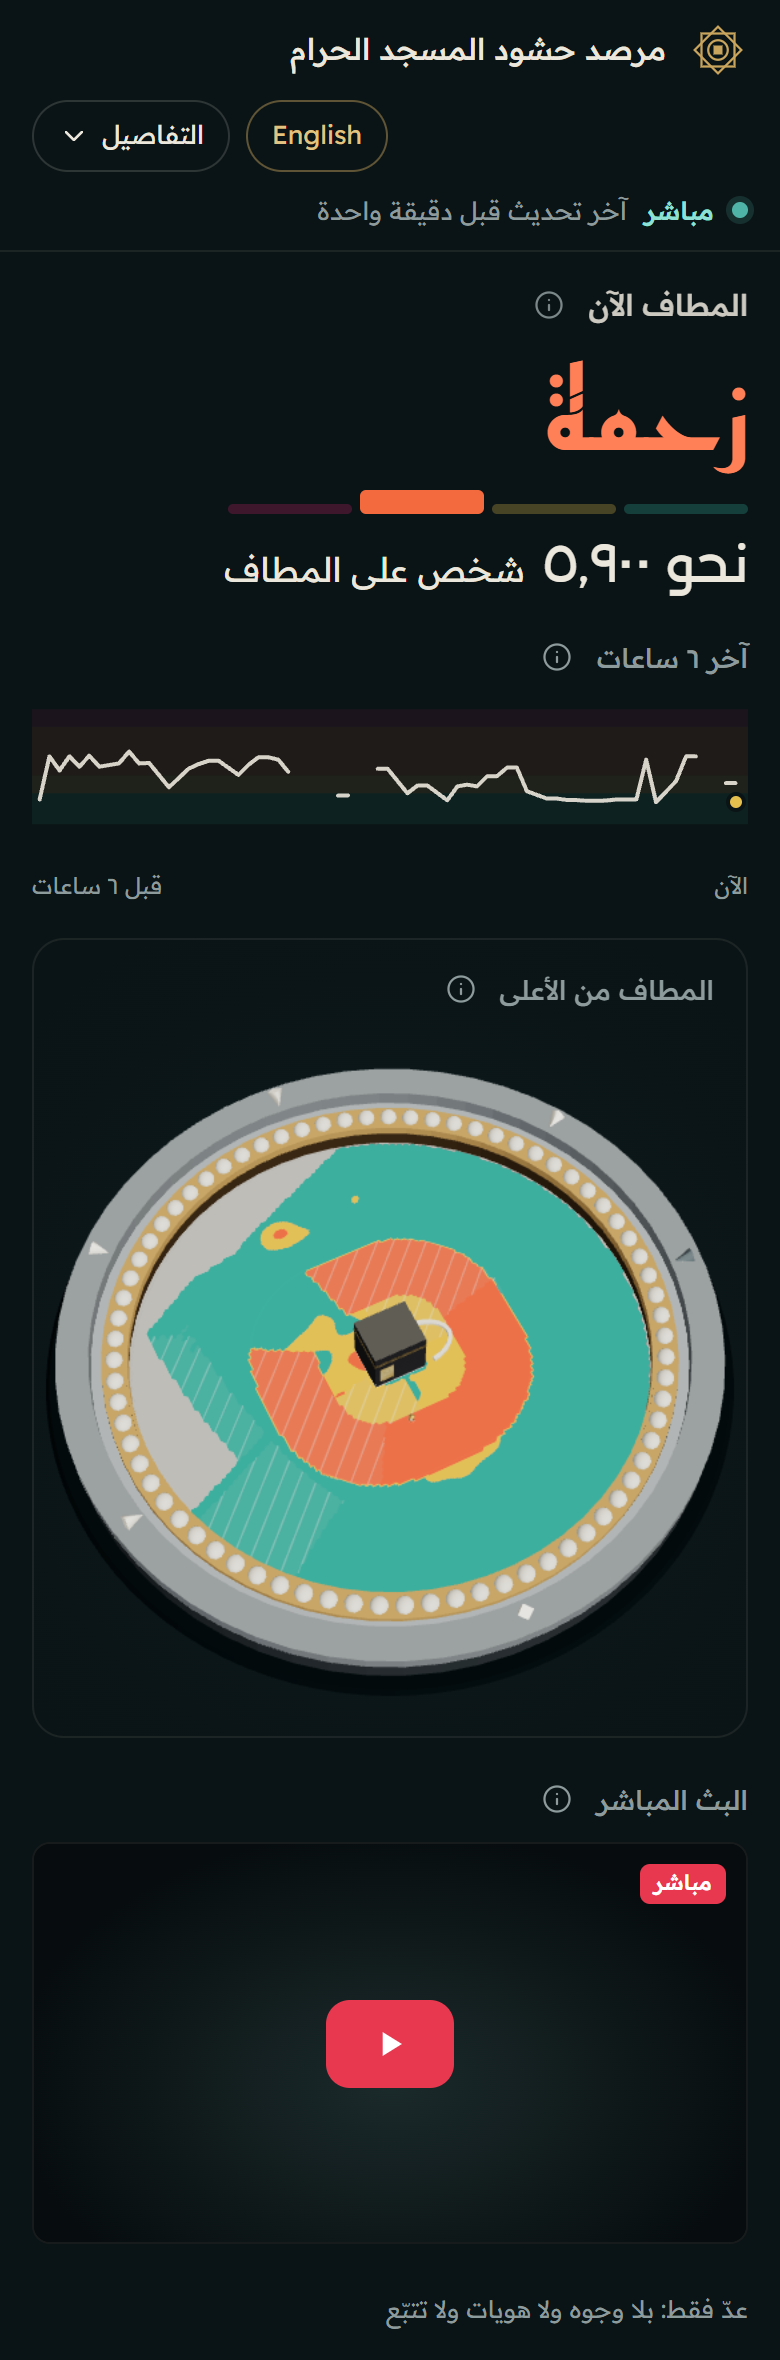 مرصد حشود المسجد الحرام
English
التفاصيل
مباشر آخر تحديث قبل دقيقة واحدة
المطاف الآن
زحمة
نحو ٥,٩٠٠ شخص على المطاف
آخر ٦ ساعات
الآن
قبل ٦ ساعات
المطاف من الأعلى
البث المباشر
مباشر
عدّ فقط: بلا وجوه ولا هويات ولا تتبّع